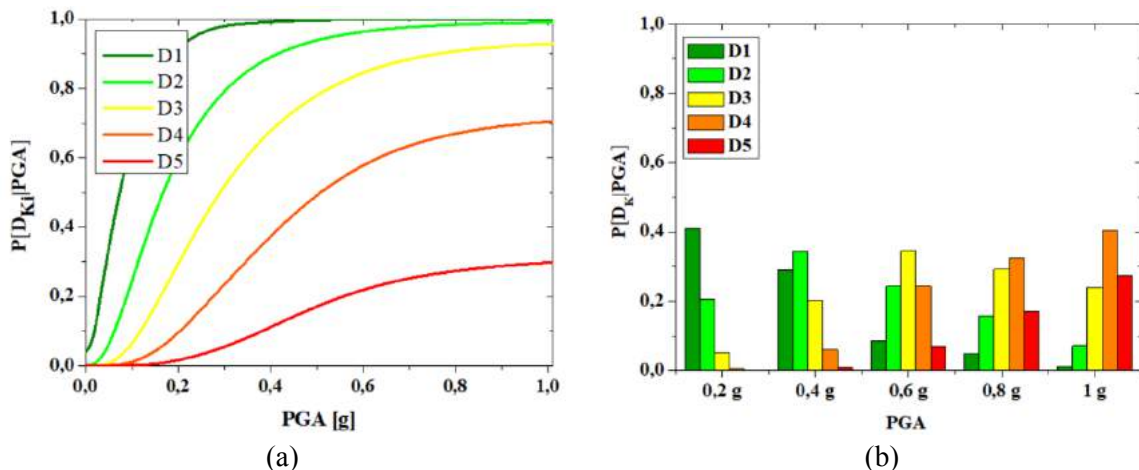 P[D_Ki|PGA]
1,0
0,8
0,6
0,4
0,2
0,0
D1
D2
D3
D4
D5
0,0 0,2 0,4 0,6 0,8 1,0
PGA [g]
(a)
P[D_K|PGA]
1,0
0,8
0,6
0,4
0,2
0,0
D1
D2
D3
D4
D5
0,2 g 0,4 g 0,6 g 0,8 g 1 g
PGA
(b)